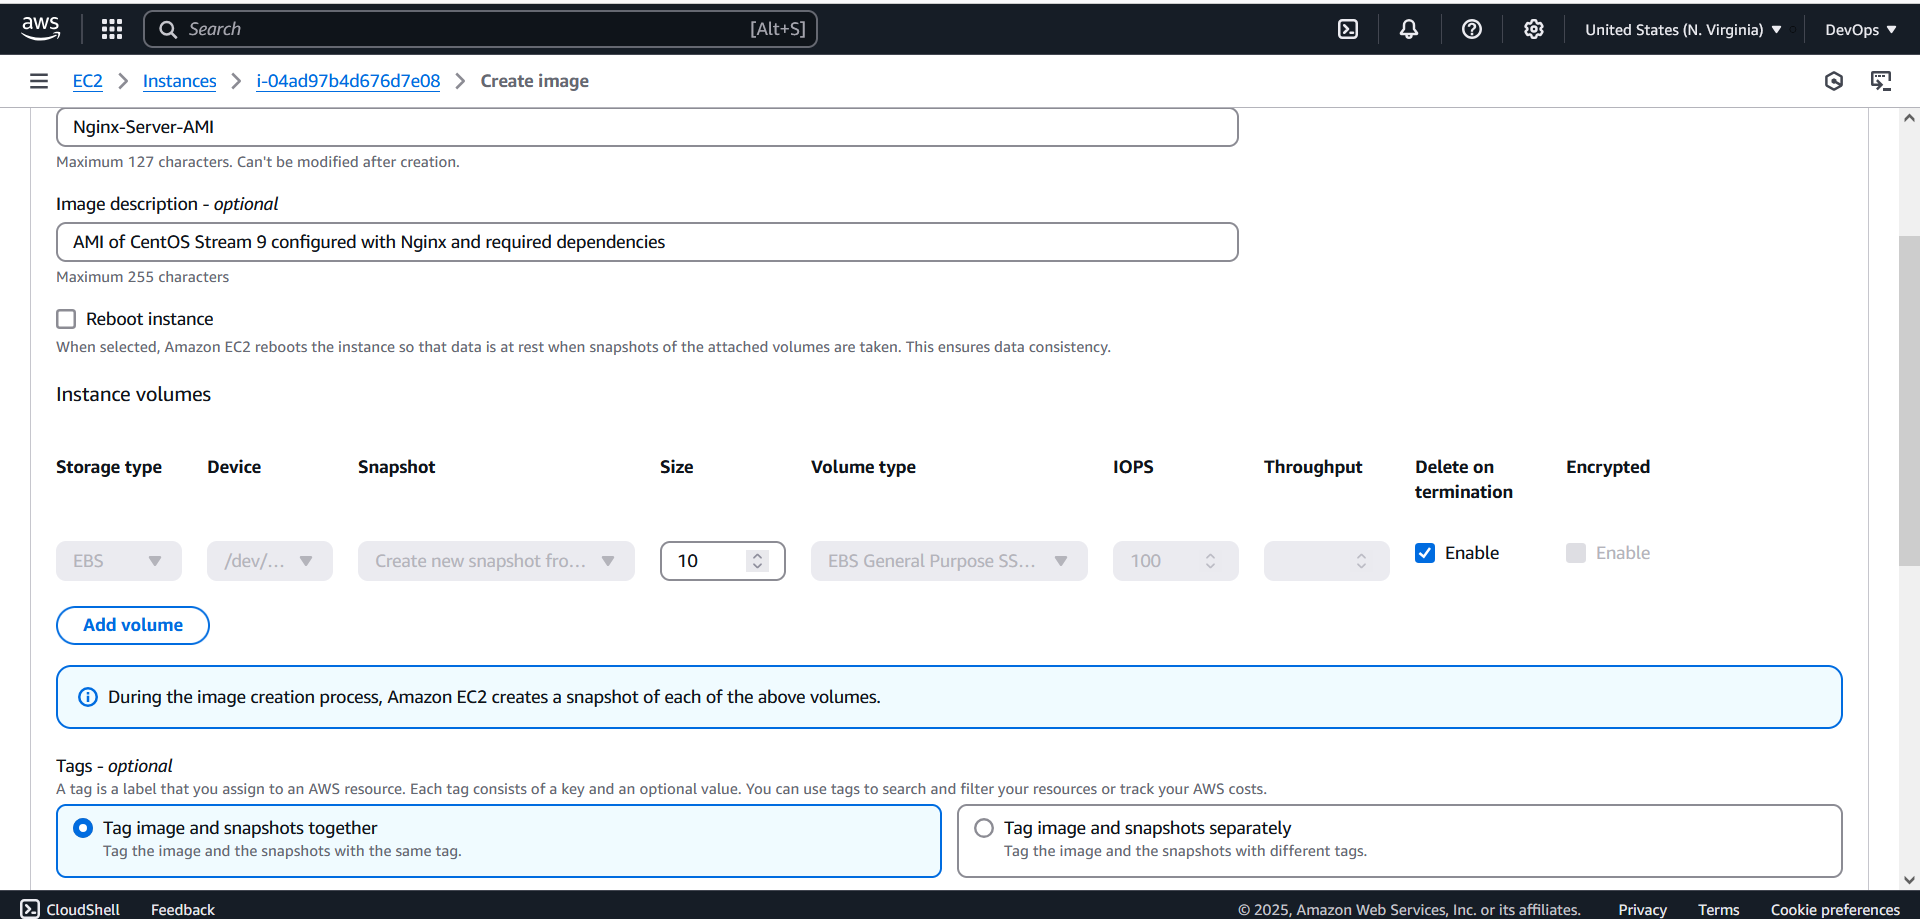 aws
Search [Alt+S]
United States (N. Virginia)
DevOps
EC2
Instances
i-04ad97b4d676d7e08
Create image
Nginx-Server-AMI
Maximum 127 characters. Can't be modified after creation.
Image description - optional
AMI of CentOS Stream 9 configured with Nginx and required dependencies
Maximum 255 characters
Reboot instance
When selected, Amazon EC2 reboots the instance so that data is at rest when snapshots of the attached volumes are taken. This ensures data consistency.
Instance volumes
Storage type Device Snapshot Size Volume type IOPS Throughput Delete on termination Encrypted
EBS /dev/... Create new snapshot fro... 10 EBS General Purpose SS... 100 Enable Enable
Add volume
During the image creation process, Amazon EC2 creates a snapshot of each of the above volumes.
Tags - optional
A tag is a label that you assign to an AWS resource. Each tag consists of a key and an optional value. You can use tags to search and filter your resources or track your AWS costs.
Tag image and snapshots together
Tag the image and the snapshots with the same tag.
Tag image and snapshots separately
Tag the image and the snapshots with different tags.
CloudShell Feedback © 2025, Amazon Web Services, Inc. or its affiliates. Privacy Terms Cookie preferences